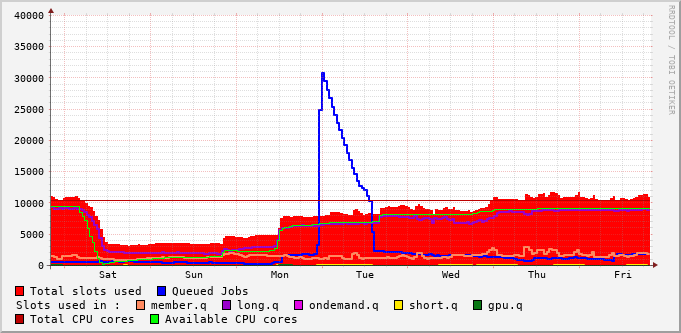 40000
35000
30000
25000
20000
15000
10000
5000
0
Sat Sun Mon Tue Wed Thu Fri
RRDTOOL / TOBI OETIKER
Total slots used Queued Jobs
Slots used in : member.q long.q ondemand.q short.q gpu.q
Total CPU cores Available CPU cores